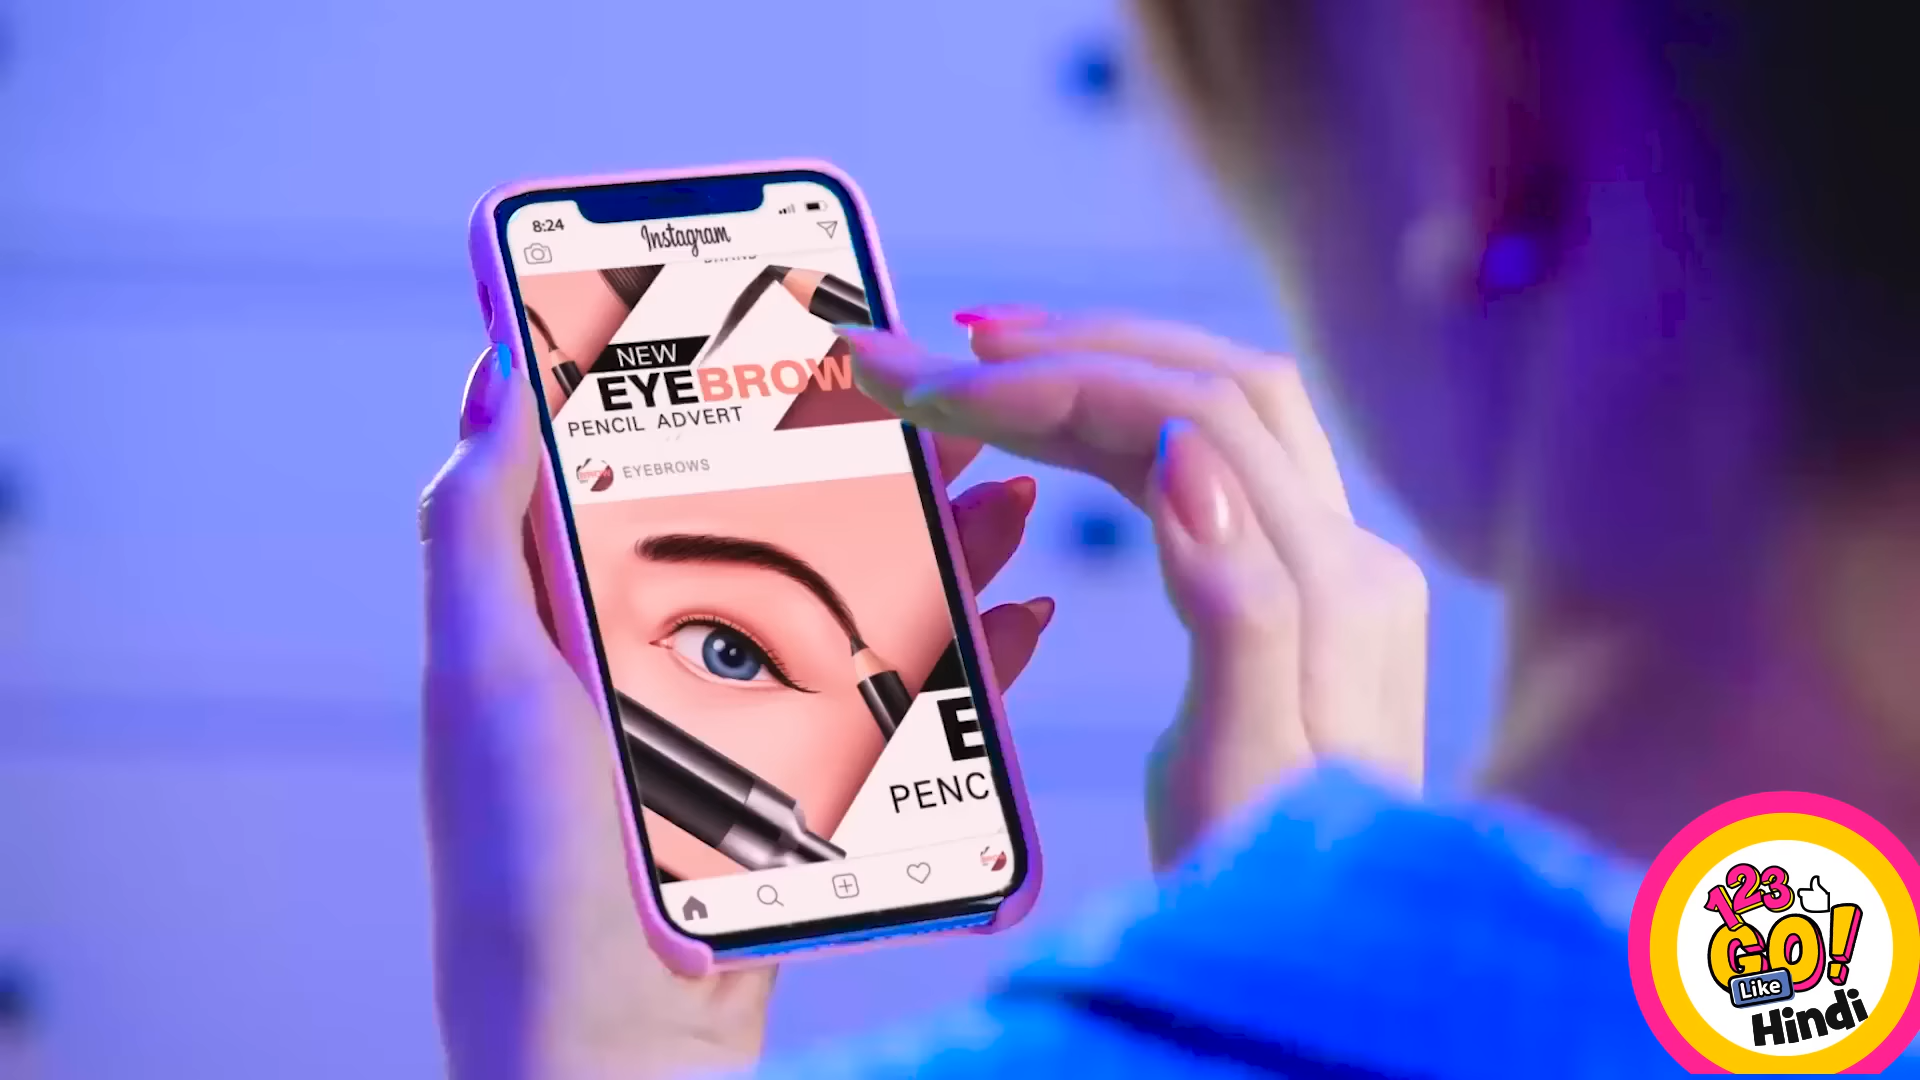 8:24
Instagram
NEW
EYEBROW
PENCIL ADVERT
EYEBROWS
E
PENC
123
GO!
Like
Hindi